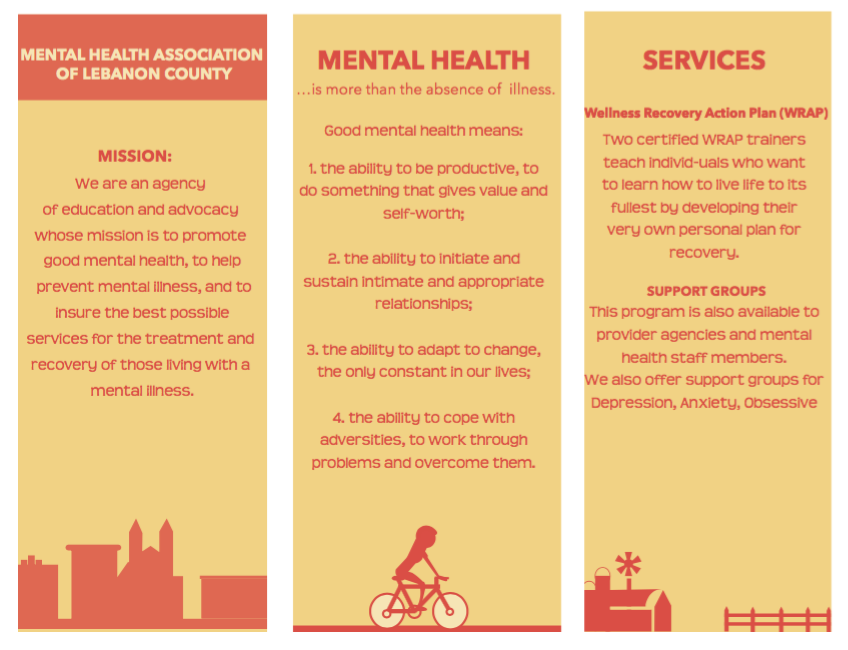 MENTAL HEALTH ASSOCIATION
OF LEBANON COUNTY
MISSION:
We are an agency
of education and advocacy
whose mission is to promote
good mental health, to help
prevent mental illness, and to
insure the best possible
services for the treatment and
recovery of those living with a
mental illness.
MENTAL HEALTH
...is more than the absence of illness.
Good mental health means:
1. the ability to be productive, to
do something that gives value and
self-worth;
2. the ability to initiate and
sustain intimate and appropriate
relationships;
3. the ability to adapt to change,
the only constant in our lives;
4. the ability to cope with
adversities, to work through
problems and overcome them.
SERVICES
Wellness Recovery Action Plan (WRAP)
Two certified WRAP trainers
teach individ-uals who want
to learn how to live life to its
fullest by developing their
very own personal plan for
recovery.
SUPPORT GROUPS
This program is also available to
provider agencies and mental
health staff members.
We also offer support groups for
Depression, Anxiety, Obsessive